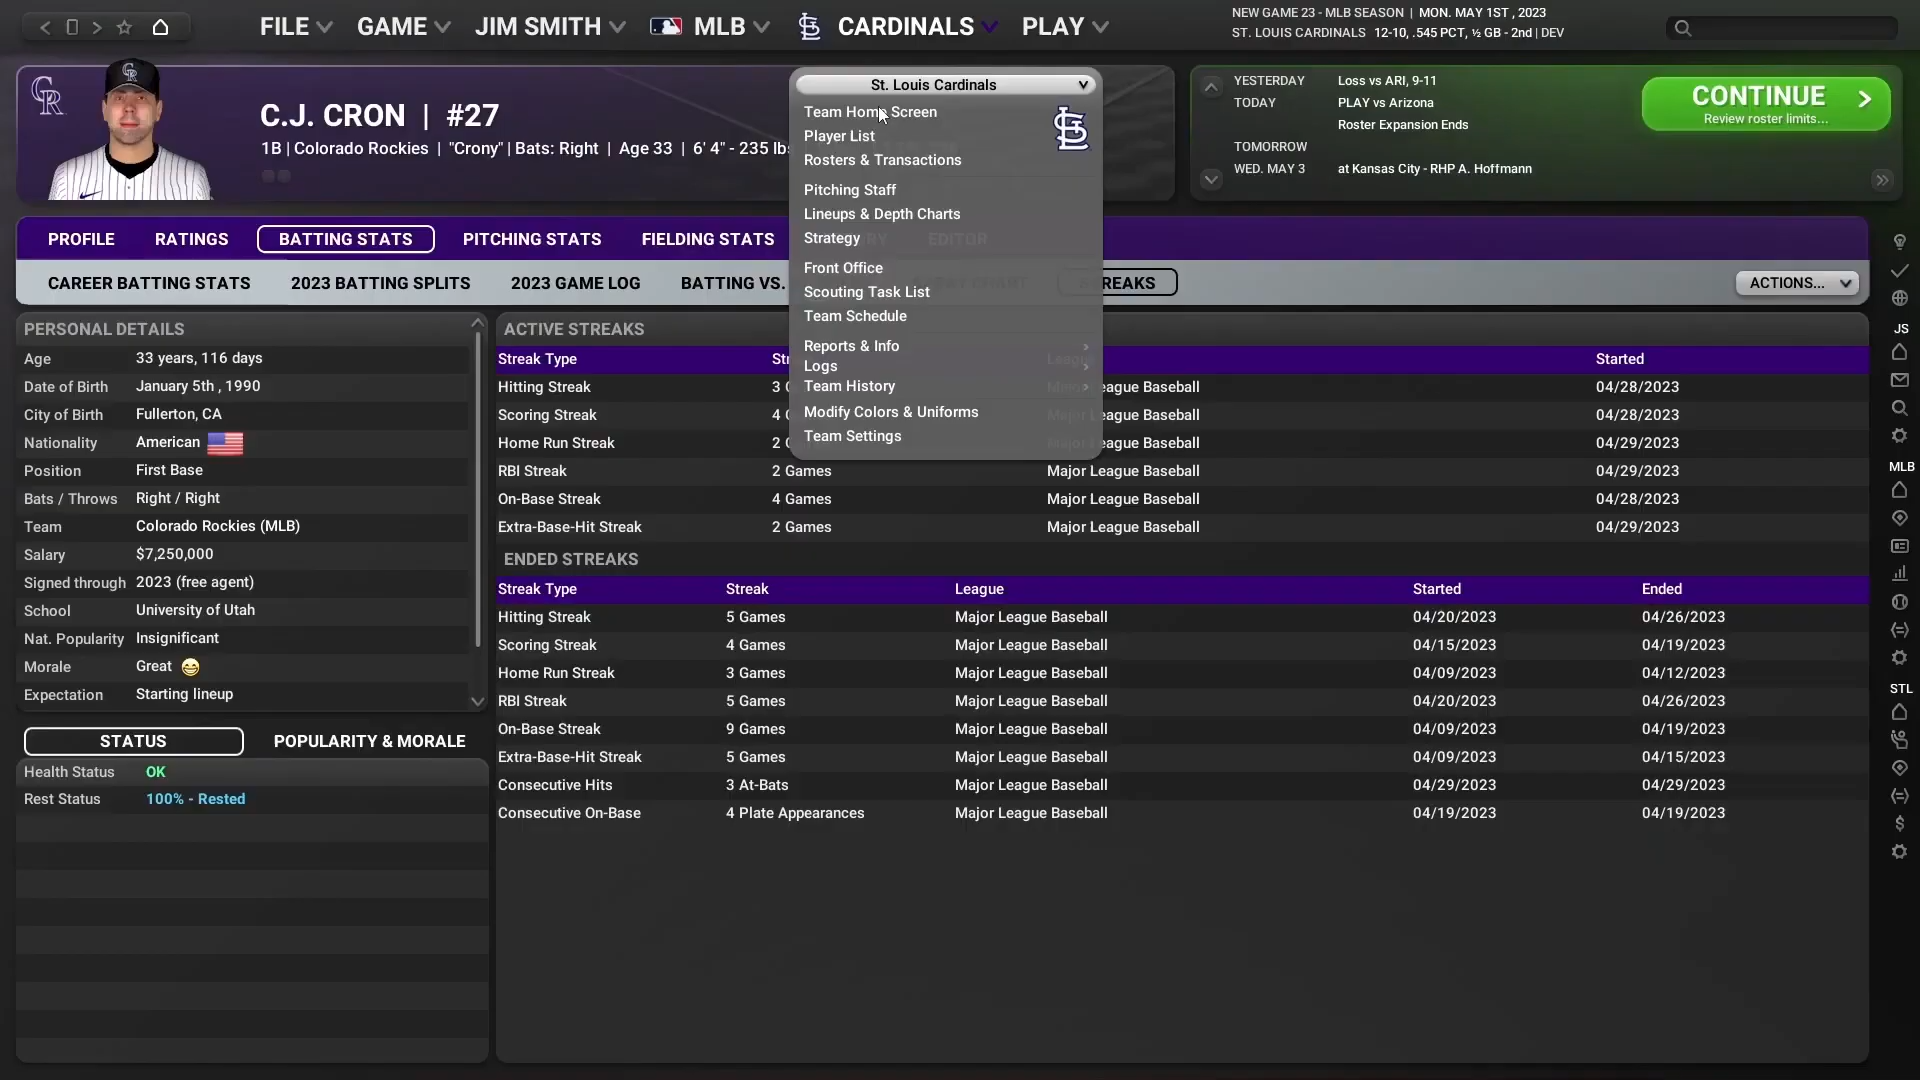 FILE GAME JIM SMITH MLB CARDINALS PLAY
NEW GAME 23 - MLB SEASON | MON. MAY 1ST , 2023
ST. LOUIS CARDINALS 12-10, .545 PCT, ½ GB - 2nd | DEV
C.J. CRON | #27
1B | Colorado Rockies | "Crony" | Bats: Right | Age 33 | 6' 4" - 235 lbs
St. Louis Cardinals
Team Home Screen
Player List
Rosters & Transactions
Pitching Staff
Lineups & Depth Charts
Strategy
Front Office
Scouting Task List
Team Schedule
Reports & Info
Logs
Team History
Modify Colors & Uniforms
Team Settings
YESTERDAY Loss vs ARI, 9-11
TODAY PLAY vs Arizona
Roster Expansion Ends
TOMORROW
WED. MAY 3 at Kansas City - RHP A. Hoffmann
CONTINUE
Review roster limits...
PROFILE RATINGS BATTING STATS PITCHING STATS FIELDING STATS EDITOR
CAREER BATTING STATS 2023 BATTING SPLITS 2023 GAME LOG BATTING VS. STREAKS ACTIONS...
PERSONAL DETAILS
Age 33 years, 116 days
Date of Birth January 5th , 1990
City of Birth Fullerton, CA
Nationality American
Position First Base
Bats / Throws Right / Right
Team Colorado Rockies (MLB)
Salary $7,250,000
Signed through 2023 (free agent)
School University of Utah
Nat. Popularity Insignificant
Morale Great
Expectation Starting lineup
STATUS POPULARITY & MORALE
Health Status OK
Rest Status 100% - Rested
ACTIVE STREAKS
Streak Type League Started
Hitting Streak 3 Major League Baseball 04/28/2023
Scoring Streak 4 Major League Baseball 04/28/2023
Home Run Streak 2 Major League Baseball 04/29/2023
RBI Streak 2 Games Major League Baseball 04/29/2023
On-Base Streak 4 Games Major League Baseball 04/28/2023
Extra-Base-Hit Streak 2 Games Major League Baseball 04/29/2023
ENDED STREAKS
Streak Type Streak League Started Ended
Hitting Streak 5 Games Major League Baseball 04/20/2023 04/26/2023
Scoring Streak 4 Games Major League Baseball 04/15/2023 04/19/2023
Home Run Streak 3 Games Major League Baseball 04/09/2023 04/12/2023
RBI Streak 5 Games Major League Baseball 04/20/2023 04/26/2023
On-Base Streak 9 Games Major League Baseball 04/09/2023 04/19/2023
Extra-Base-Hit Streak 5 Games Major League Baseball 04/09/2023 04/15/2023
Consecutive Hits 3 At-Bats Major League Baseball 04/29/2023 04/29/2023
Consecutive On-Base 4 Plate Appearances Major League Baseball 04/19/2023 04/19/2023
JS
MLB
STL